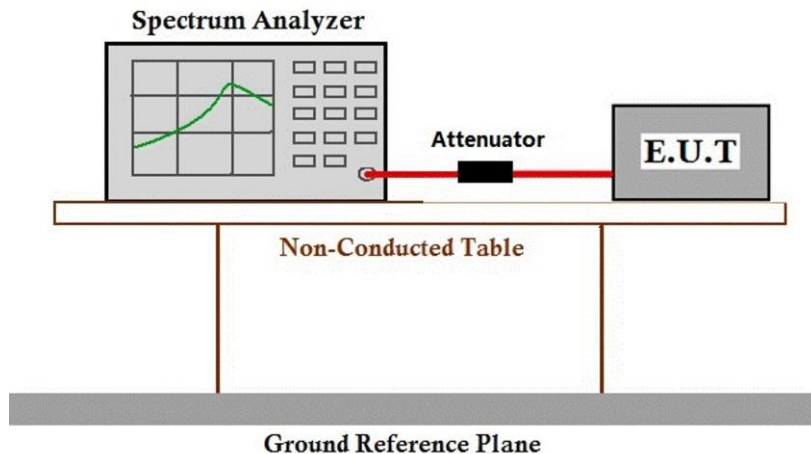 Spectrum Analyzer
Attenuator
E.U.T
Non-Conducted Table
Ground Reference Plane